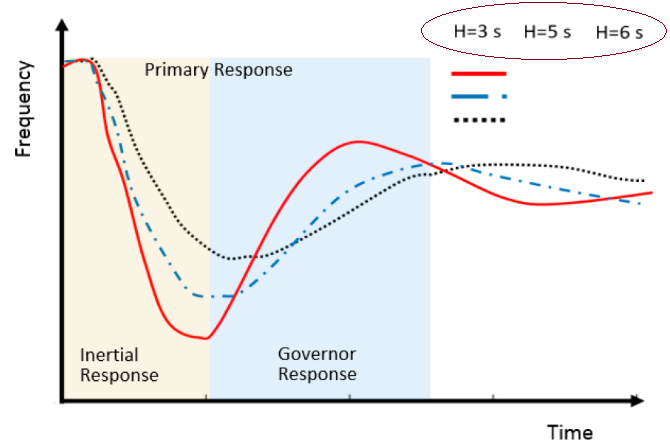 H=3 s H=5 s H=6 s
Primary Response
Frequency
Inertial
Response
Governor
Response
Time